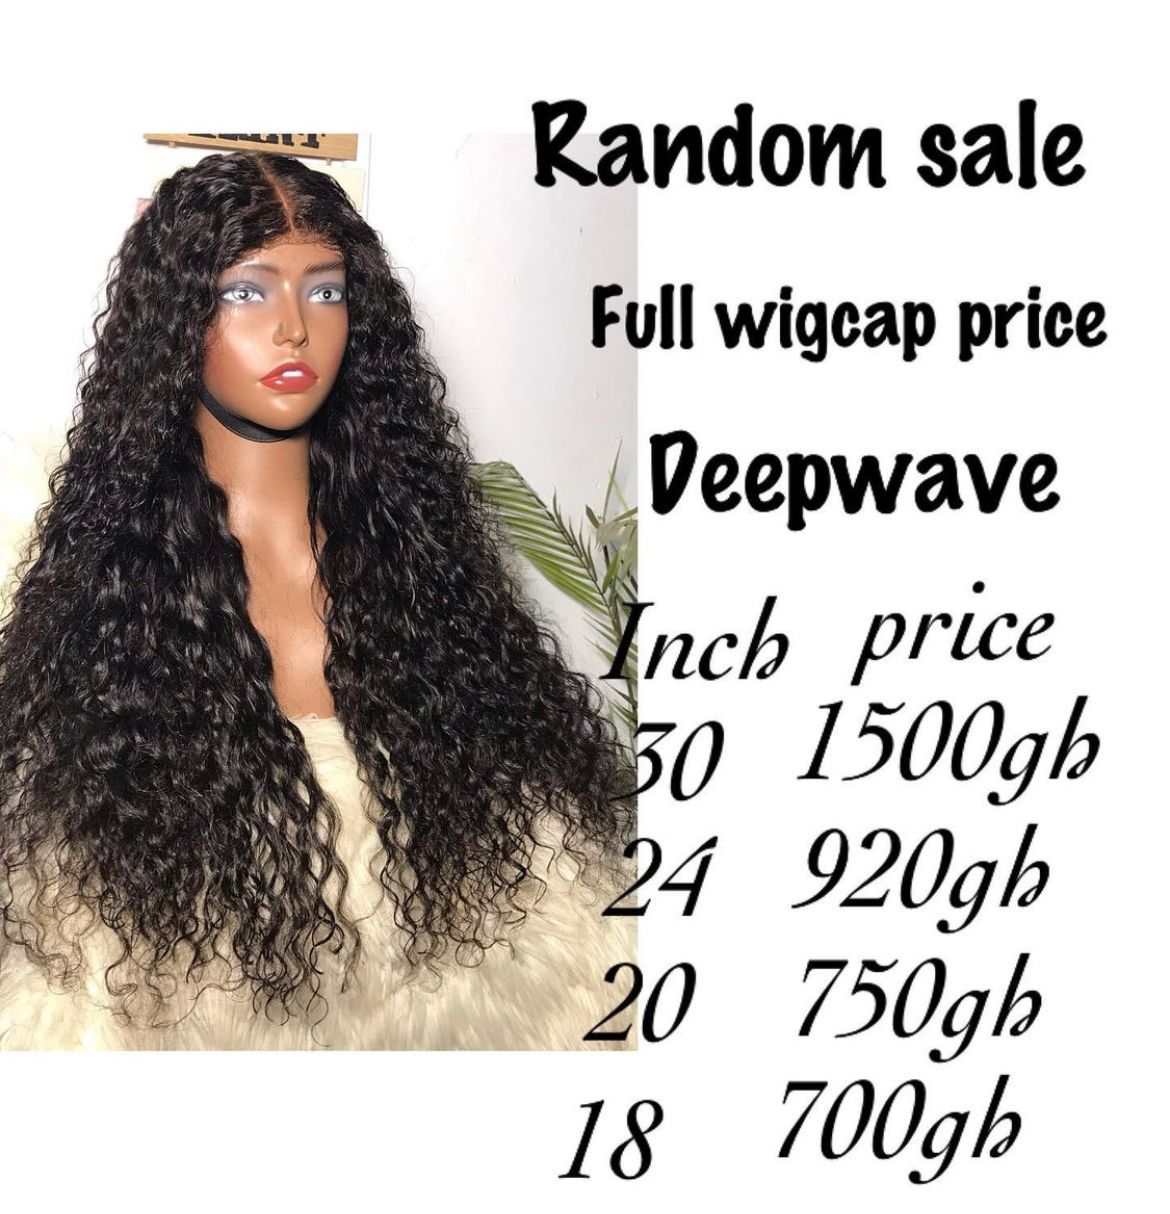 Random sale
Full wigcap price
Deepwave
Inch price
30 1500gh
24 920gh
20 750gh
18 700gh